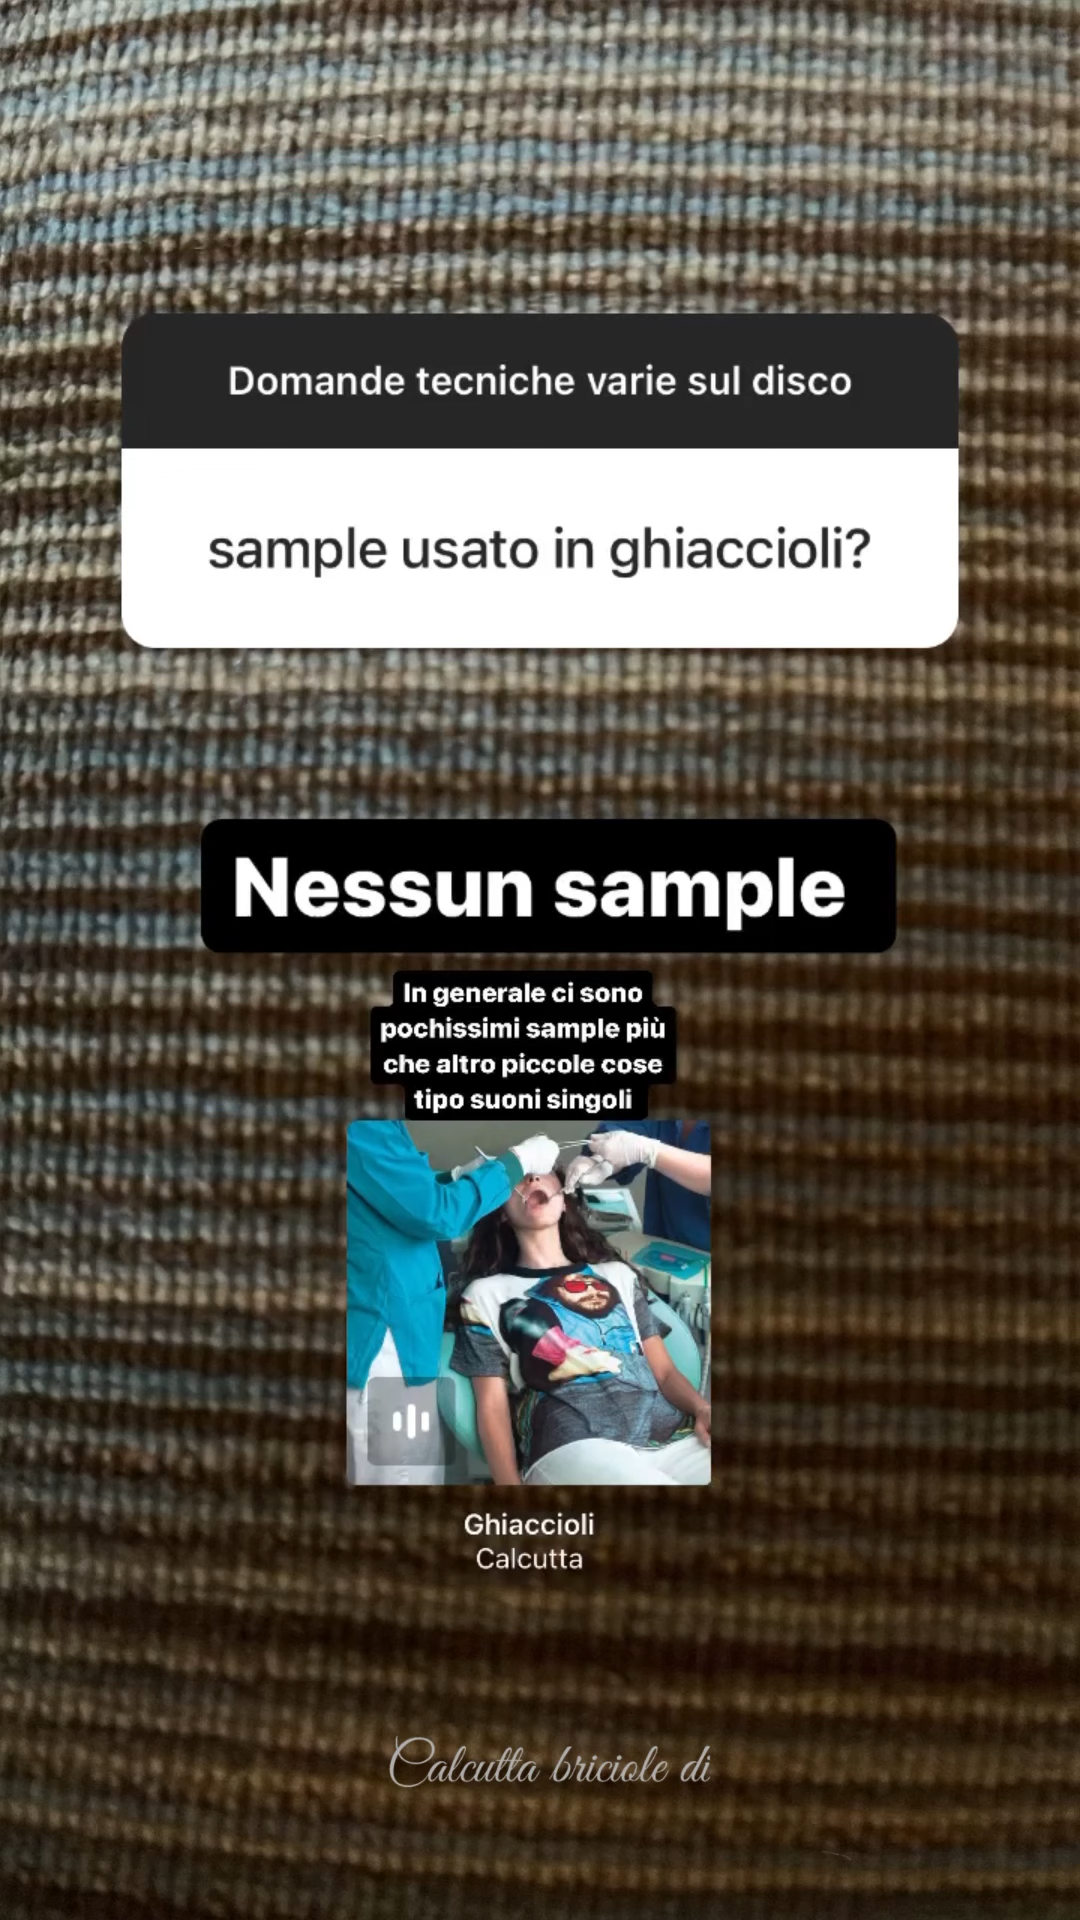 Domande tecniche varie sul disco
sample usato in ghiaccioli?
Nessun sample
In generale ci sono
pochissimi sample più
che altro piccole cose
tipo suoni singoli
Ghiaccioli
Calcutta
Calcutta briciole di